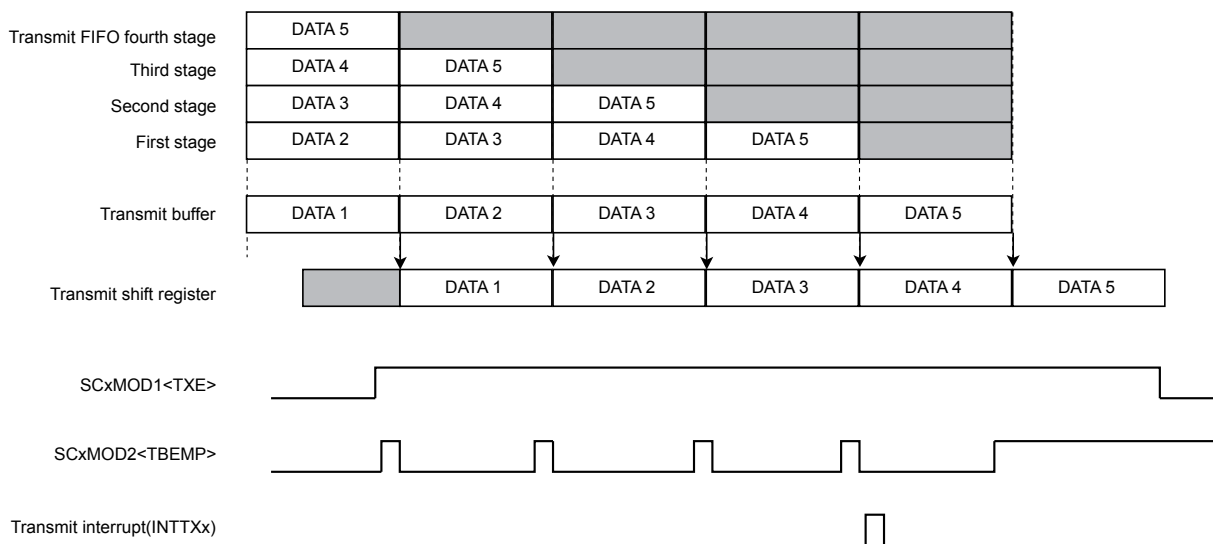 Transmit FIFO fourth stage DATA 5
Third stage DATA 4 DATA 5
Second stage DATA 3 DATA 4 DATA 5
First stage DATA 2 DATA 3 DATA 4 DATA 5
Transmit buffer DATA 1 DATA 2 DATA 3 DATA 4 DATA 5
Transmit shift register DATA 1 DATA 2 DATA 3 DATA 4 DATA 5
SCxMOD1<TXE>
SCxMOD2<TBEMP>
Transmit interrupt(INTTXx)